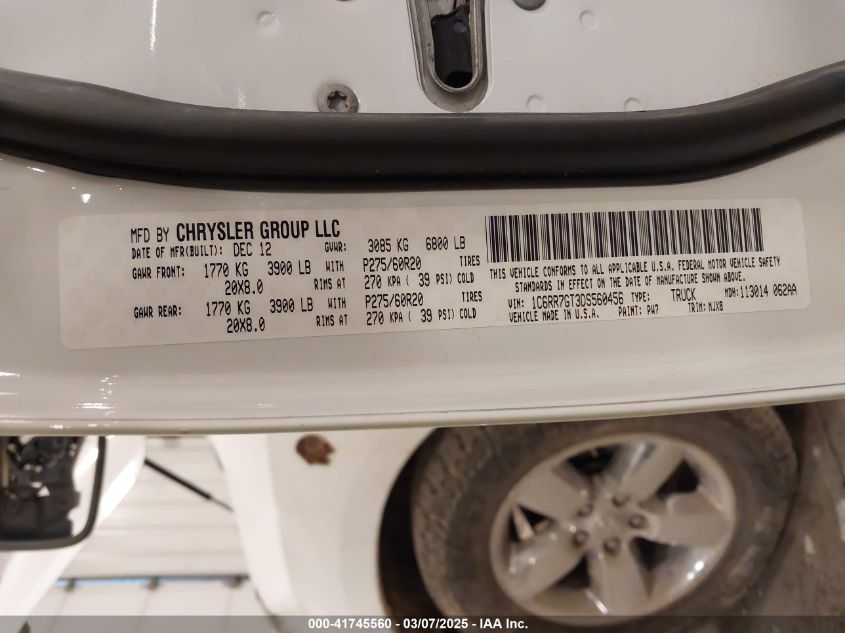 MFD BY CHRYSLER GROUP LLC
DATE OF MFR(BUILT): DEC 12 GVWR: 3085 KG 6800 LB
GAWR FRONT: 1770 KG 3900 LB WITH P275/60R20 TIRES
20X8.0 RIMS AT 270 KPA ( 39 PSI) COLD
GAWR REAR: 1770 KG 3900 LB WITH P275/60R20 TIRES
20X8.0 RIMS AT 270 KPA ( 39 PSI) COLD
THIS VEHICLE CONFORMS TO ALL APPLICABLE U.S.A. FEDERAL MOTOR VEHICLE SAFETY
STANDARDS IN EFFECT ON THE DATE OF MANUFACTURE SHOWN ABOVE.
VIN: 1C6RR7GT3DS560456 TYPE: TRUCK MDH: 113014 062AA
VEHICLE MADE IN U.S.A. PAINT: PW7 TRIM: MJX8
000-41745560 — 03/07/2025 — IAA Inc.